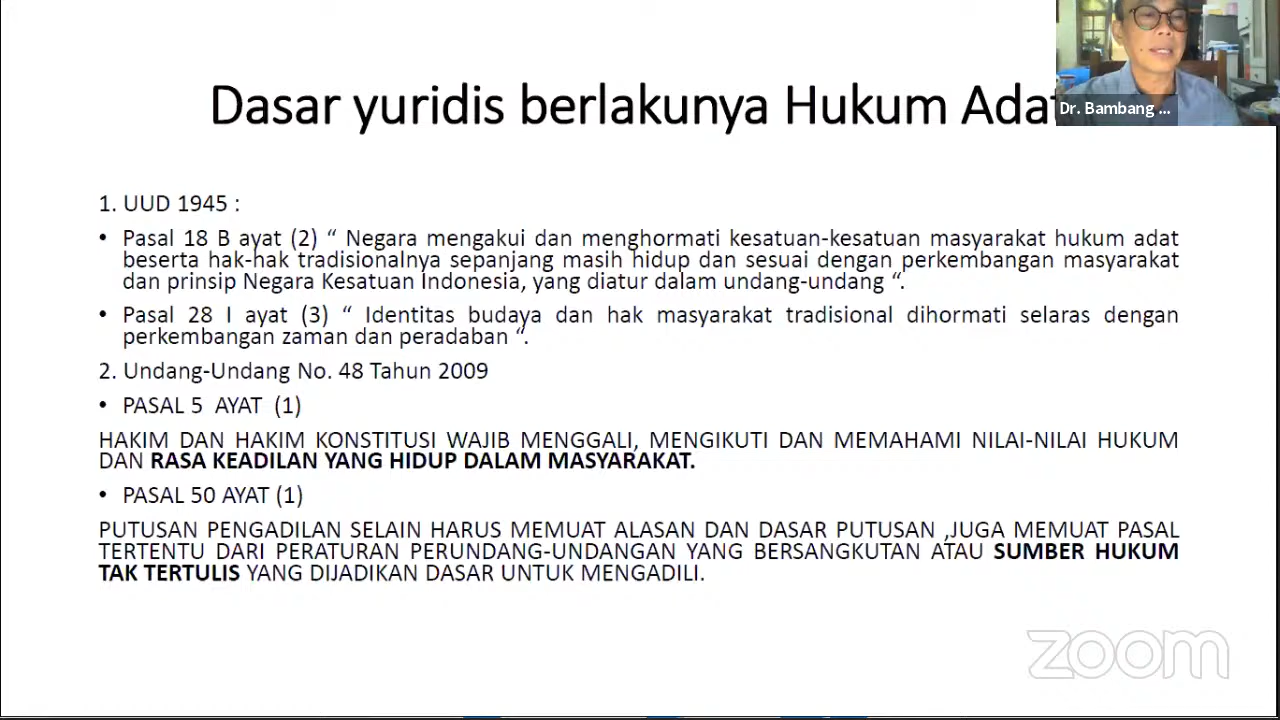 Dasar yuridis berlakunya Hukum Adat
Dr. Bambang ...
1. UUD 1945 :
• Pasal 18 B ayat (2) “ Negara mengakui dan menghormati kesatuan-kesatuan masyarakat hukum adat
beserta hak-hak tradisionalnya sepanjang masih hidup dan sesuai dengan perkembangan masyarakat
dan prinsip Negara Kesatuan Indonesia, yang diatur dalam undang-undang “.
• Pasal 28 I ayat (3) “ Identitas budaya dan hak masyarakat tradisional dihormati selaras dengan
perkembangan zaman dan peradaban “.
2. Undang-Undang No. 48 Tahun 2009
• PASAL 5 AYAT (1)
HAKIM DAN HAKIM KONSTITUSI WAJIB MENGGALI, MENGIKUTI DAN MEMAHAMI NILAI-NILAI HUKUM
DAN RASA KEADILAN YANG HIDUP DALAM MASYARAKAT.
• PASAL 50 AYAT (1)
PUTUSAN PENGADILAN SELAIN HARUS MEMUAT ALASAN DAN DASAR PUTUSAN ,JUGA MEMUAT PASAL
TERTENTU DARI PERATURAN PERUNDANG-UNDANGAN YANG BERSANGKUTAN ATAU SUMBER HUKUM
TAK TERTULIS YANG DIJADIKAN DASAR UNTUK MENGADILI.
zoom